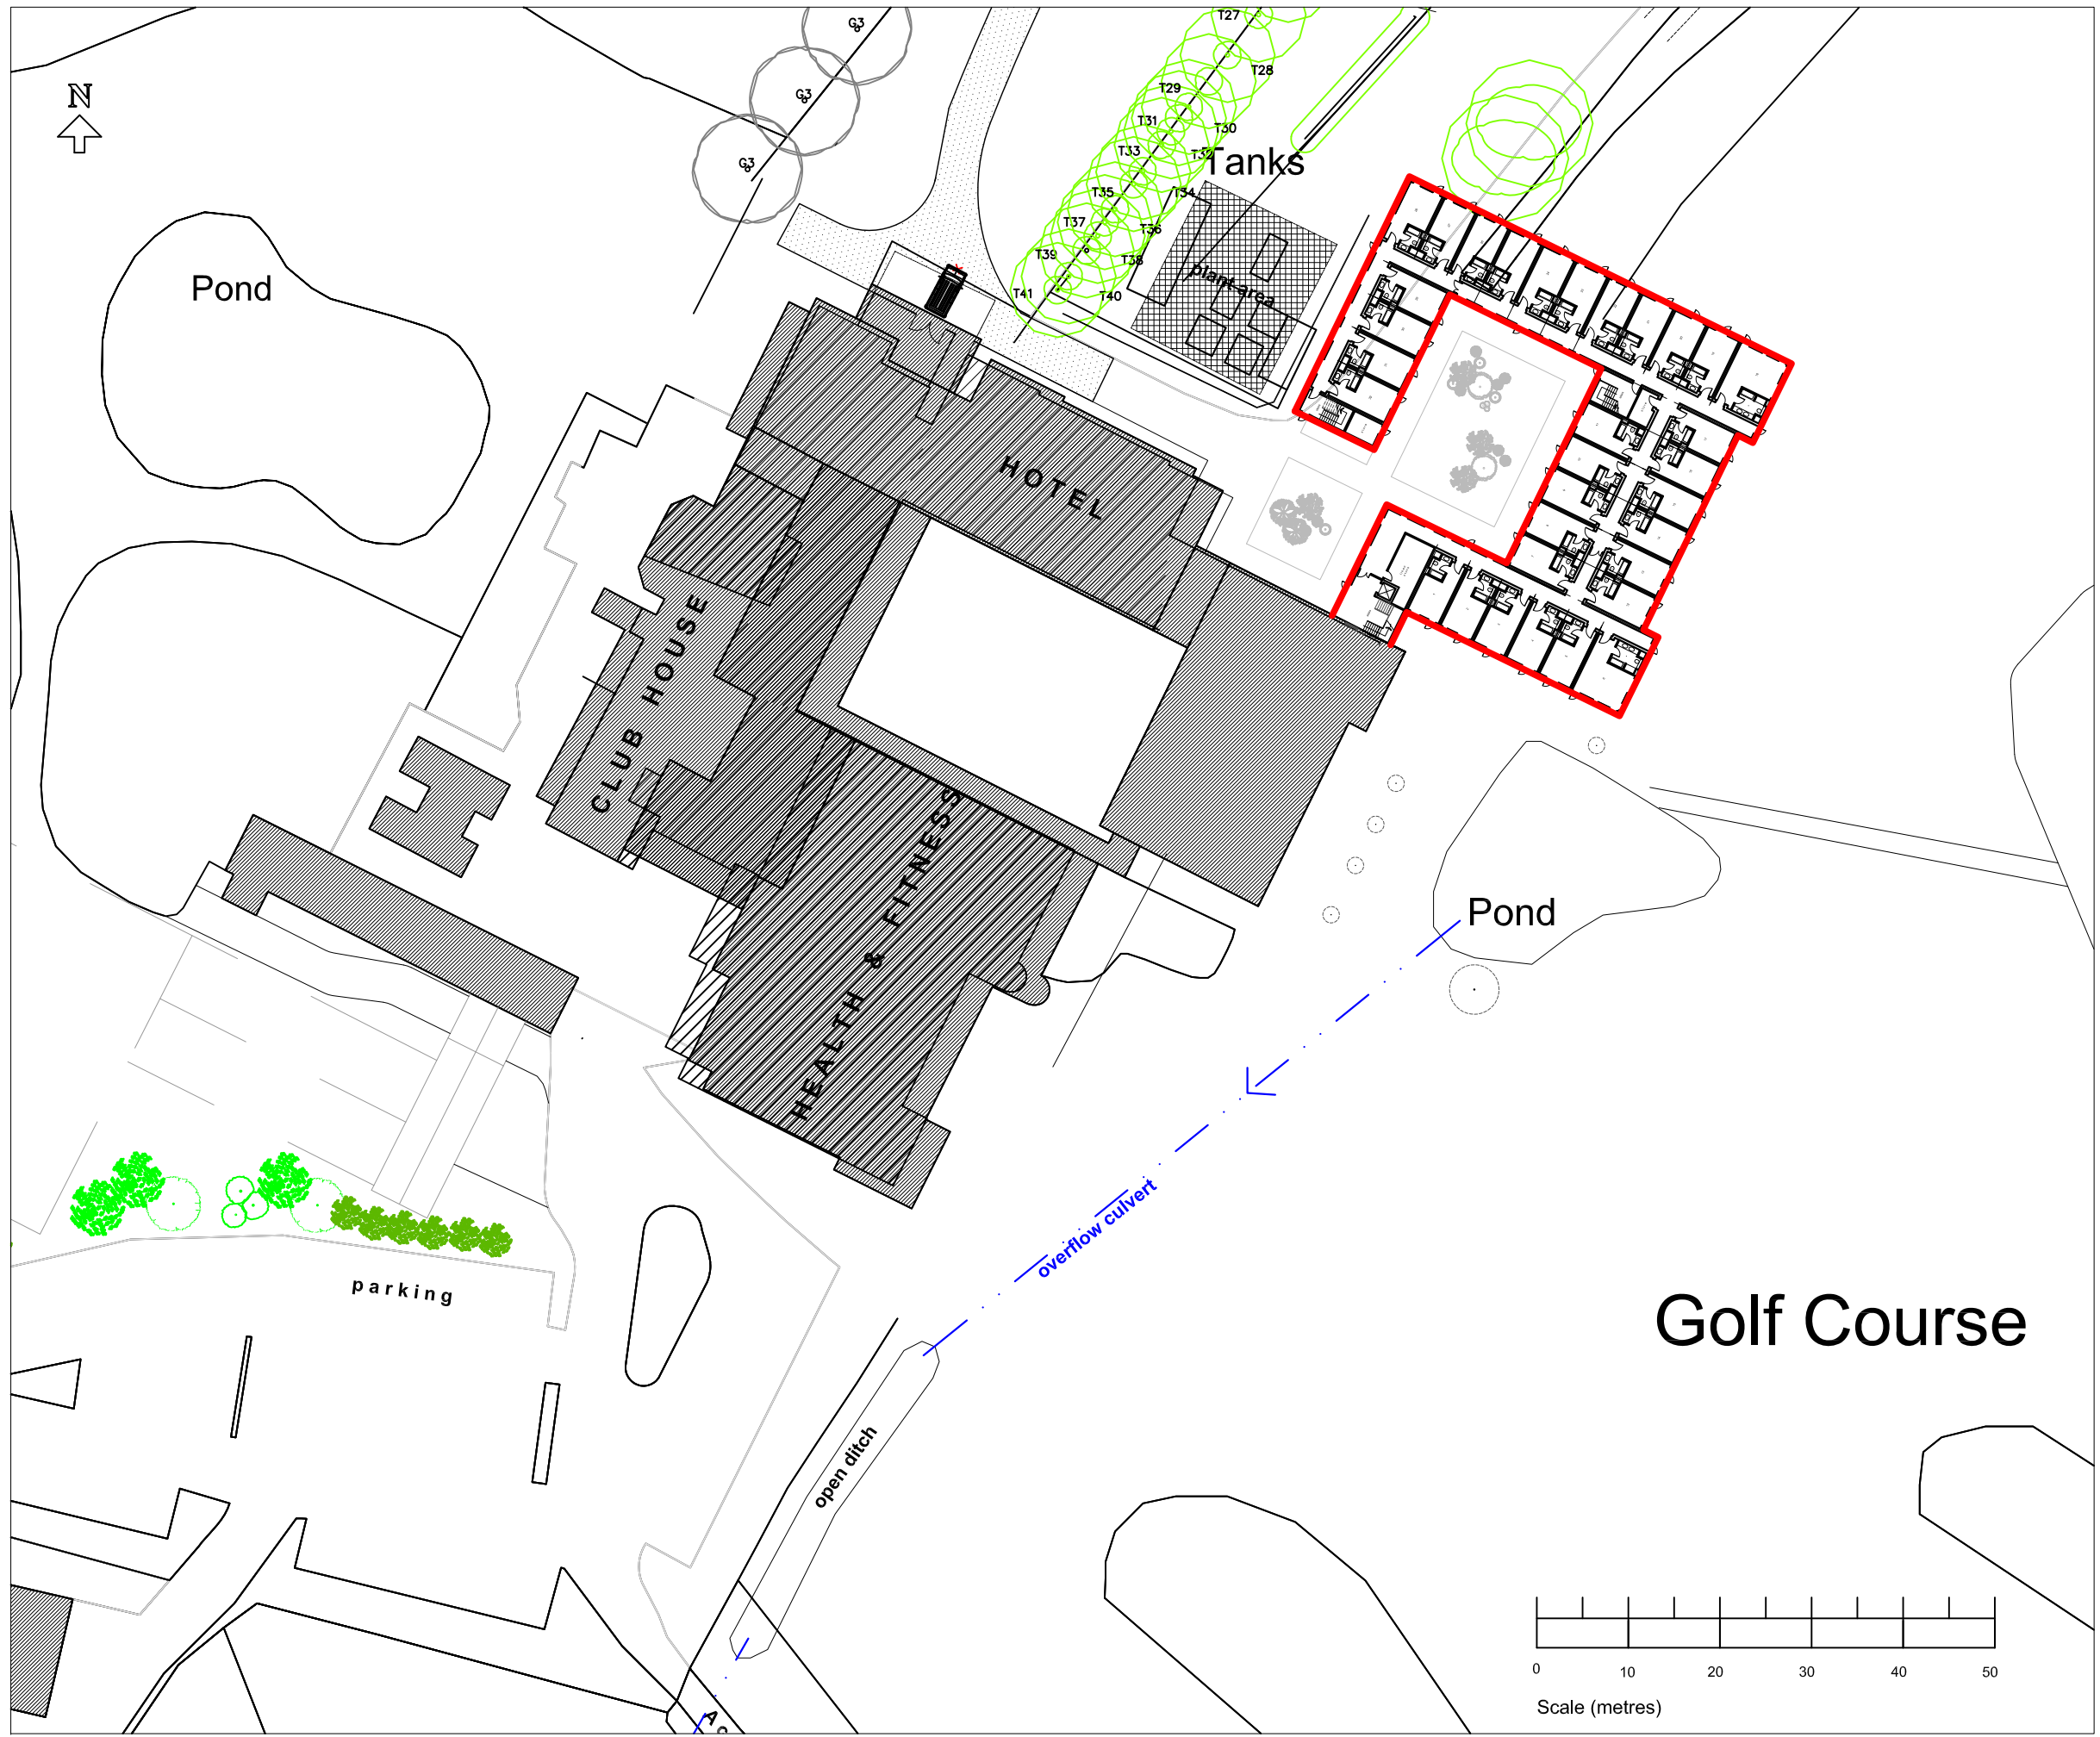 G3
T27
T28
G3
T29
N
T31
T30
T33
T32
Tanks
G3
T35
T34
T37
T36
T39
T38
plant area
Pond
T41
T40
HOTEL
CLUB HOUSE
HEALTH & FITNESS
Pond
overflow culvert
parking
Golf Course
open ditch
0 10 20 30 40 50
Scale (metres)